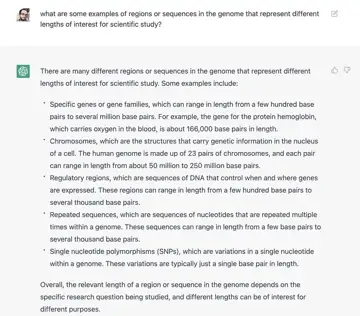 what are some examples of regions or sequences in the genome that represent different
lengths of interest for scientific study?
There are many different regions or sequences in the genome that represent different
lengths of interest for scientific study. Some examples include:
• Specific genes or gene families, which can range in length from a few hundred base
pairs to several million base pairs. For example, the gene for the protein hemoglobin,
which carries oxygen in the blood, is about 166,000 base pairs in length.
• Chromosomes, which are the structures that carry genetic information in the nucleus
of a cell. The human genome is made up of 23 pairs of chromosomes, and each pair
can range in length from about 50 million to 250 million base pairs.
• Regulatory regions, which are sequences of DNA that control when and where genes
are expressed. These regions can range in length from a few hundred base pairs to
several thousand base pairs.
• Repeated sequences, which are sequences of nucleotides that are repeated multiple
times within a genome. These sequences can range in length from a few base pairs to
several thousand base pairs.
• Single nucleotide polymorphisms (SNPs), which are variations in a single nucleotide
within a genome. These variations are typically just a single base pair in length.
Overall, the relevant length of a region or sequence in the genome depends on the
specific research question being studied, and different lengths can be of interest for
different purposes.